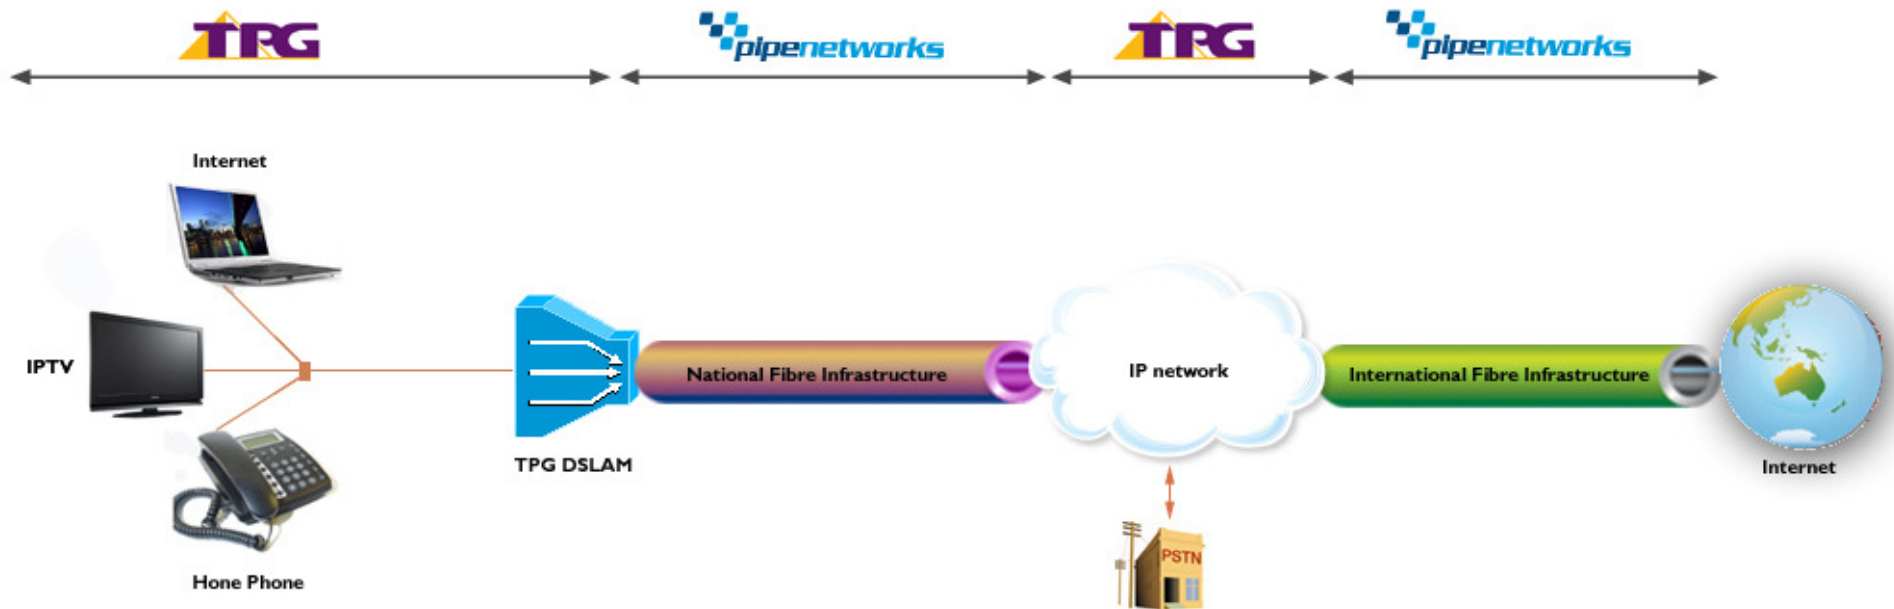 TPG
pipenetworks
TPG
pipenetworks
Internet
IPTV
National Fibre Infrastructure
IP network
International Fibre Infrastructure
TPG DSLAM
Internet
PSTN
Hone Phone